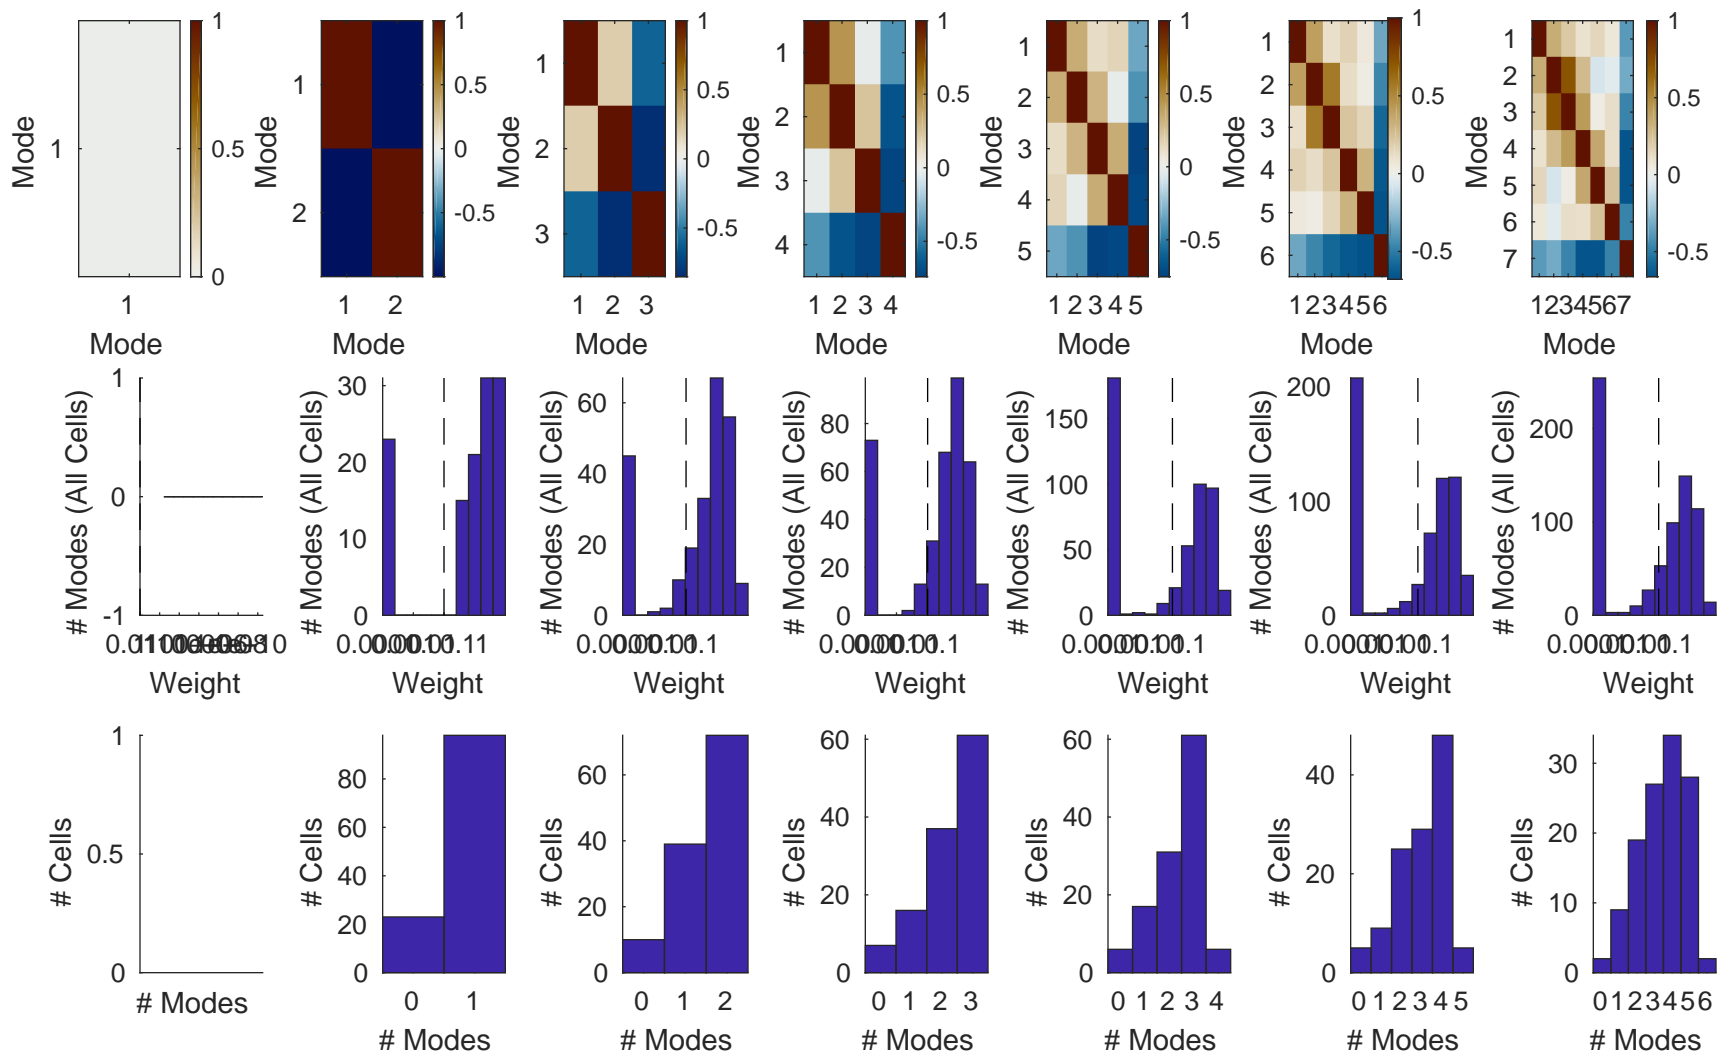 1
0.5
0
1
Mode
1
Mode
1
0.5
0
-0.5
1
2
Mode
1 2
Mode
1
0.5
0
-0.5
1
2
3
Mode
1 2 3
Mode
1
0.5
0
-0.5
1
2
3
4
Mode
1 2 3 4
Mode
1
0.5
0
-0.5
1
2
3
4
5
Mode
1 2 3 4 5
Mode
1
0.5
0
-0.5
1
2
3
4
5
6
Mode
123456
Mode
1
0.5
0
-0.5
1
2
3
4
5
6
7
Mode
1234567
Mode
1
0
-1
# Modes (All Cells)
Weight
30
20
10
0
# Modes (All Cells)
Weight
60
40
20
0
# Modes (All Cells)
Weight
80
60
40
20
0
# Modes (All Cells)
Weight
150
100
50
0
# Modes (All Cells)
Weight
200
100
0
# Modes (All Cells)
Weight
200
100
0
# Modes (All Cells)
Weight
1
0.5
0
# Cells
# Modes
80
60
40
20
0
# Cells
0 1
# Modes
60
40
20
0
# Cells
0 1 2
# Modes
60
40
20
0
# Cells
0 1 2 3
# Modes
60
40
20
0
# Cells
0 1 2 3 4
# Modes
40
20
0
# Cells
0 1 2 3 4 5
# Modes
30
20
10
0
# Cells
0123456
# Modes